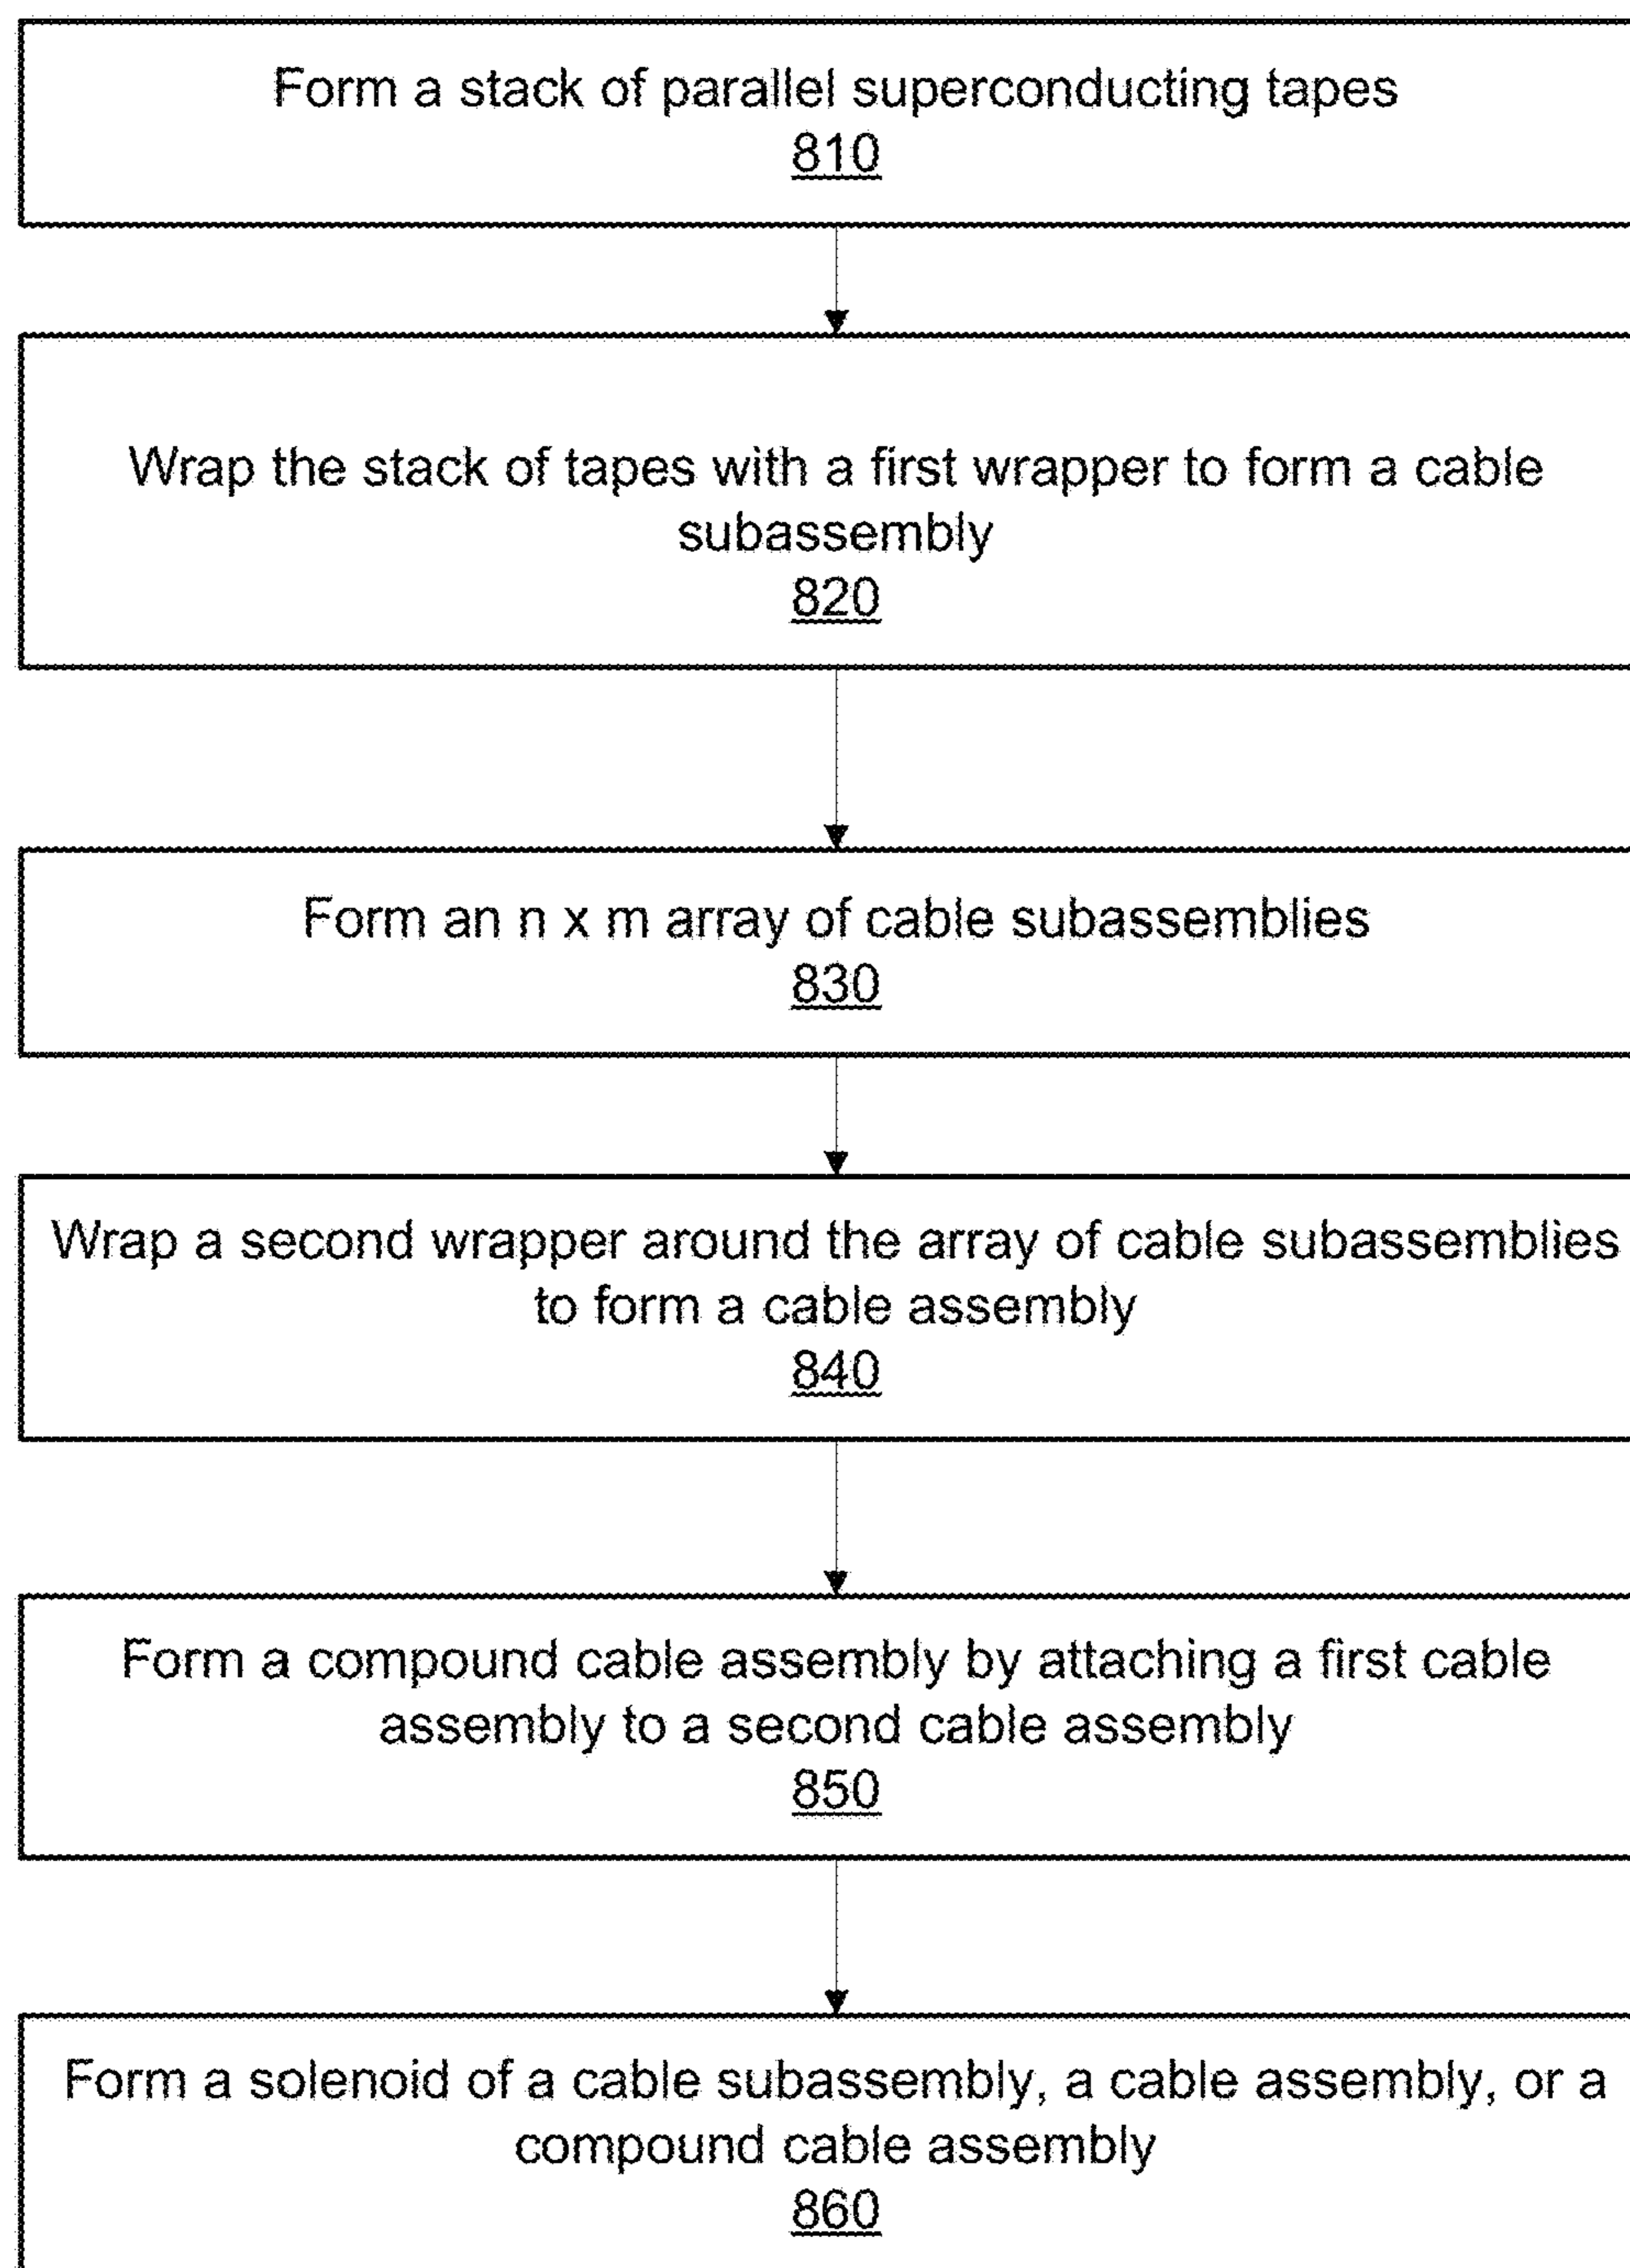 Form a stack of parallel superconducting tapes
810
Wrap the stack of tapes with a first wrapper to form a cable
subassembly
820
Form an n x m array of cable subassemblies
830
Wrap a second wrapper around the array of cable subassemblies
to form a cable assembly
840
Form a compound cable assembly by attaching a first cable
assembly to a second cable assembly
850
Form a solenoid of a cable subassembly, a cable assembly, or a
compound cable assembly
860